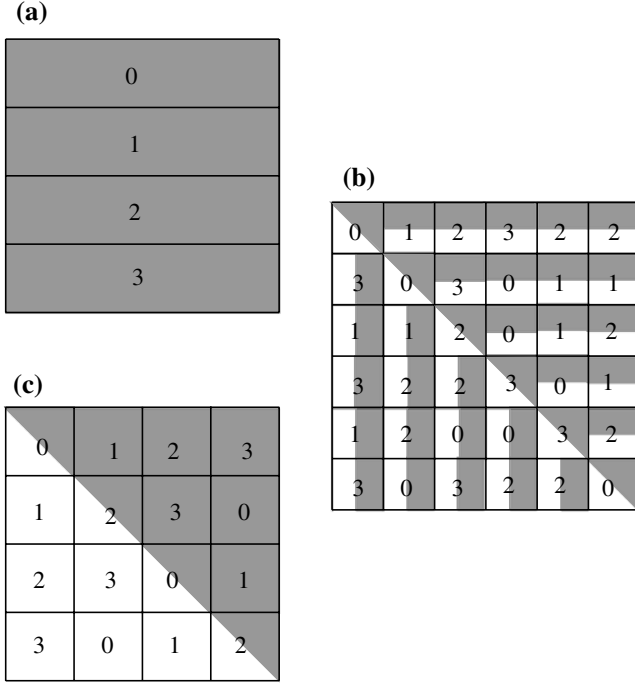 (a)
0
1
2
3
(b)
0 1 2 3 2 2
3 0 3 0 1 1
1 1 2 0 1 2
3 2 2 3 0 1
1 2 0 0 3 2
3 0 3 2 2 0
(c)
0 1 2 3
1 2 3 0
2 3 0 1
3 0 1 2